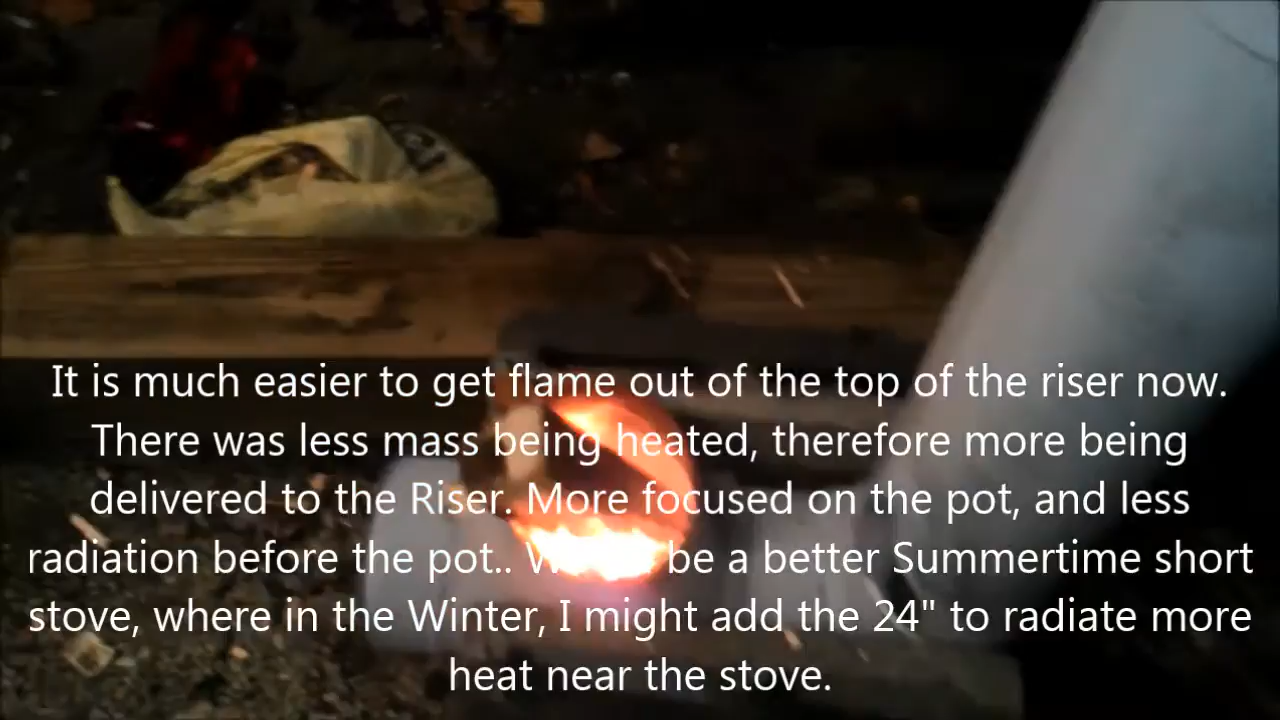 It is much easier to get flame out of the top of the riser now.
There was less mass being heated, therefore more being
delivered to the Riser. More focused on the pot, and less
radiation before the pot.. be a better Summertime short
stove, where in the Winter, I might add the 24" to radiate more
heat near the stove.